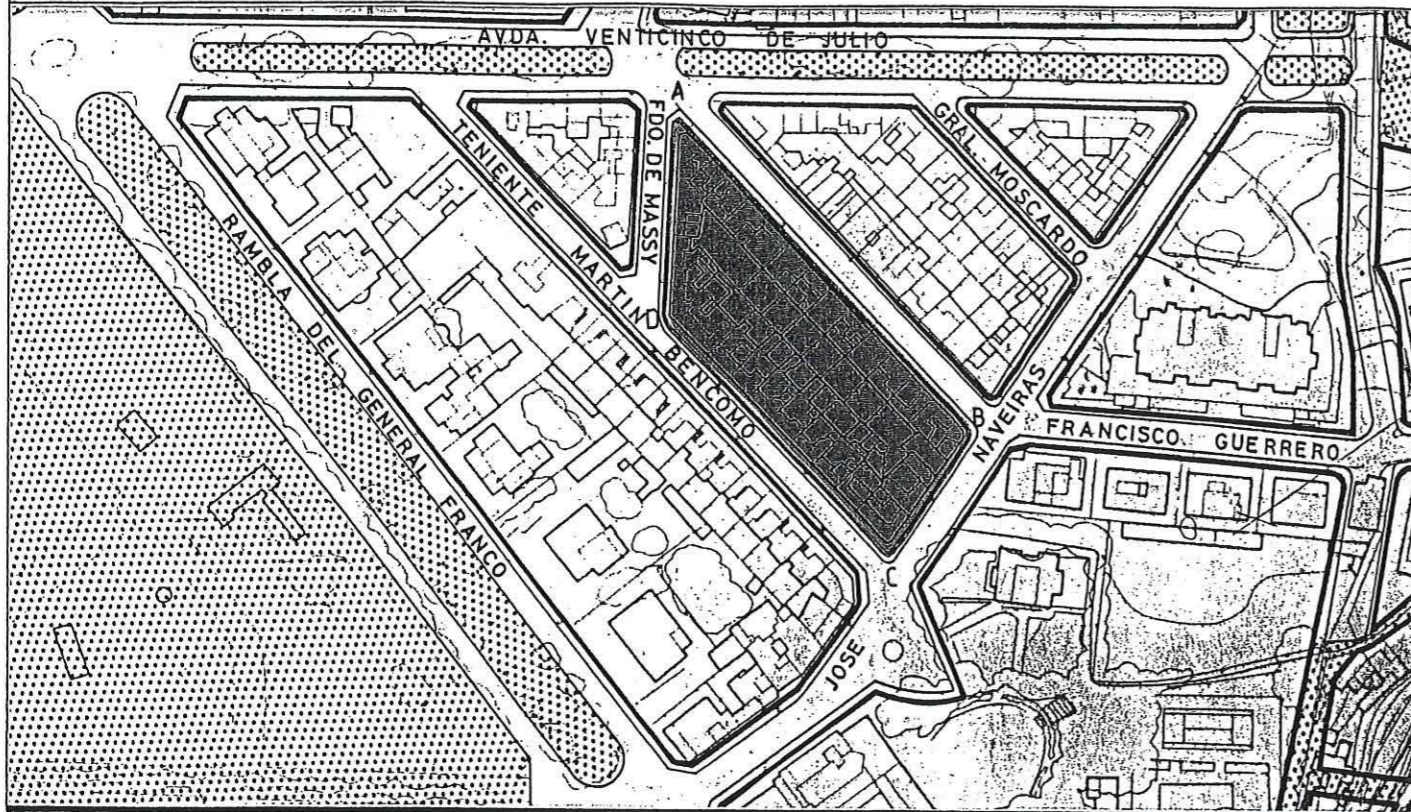 AVDA. VENTICINCO DE JULIO
A
FDO. DE MASSY
GRAL. MOSCARDO
TENIENTE MARTIN BENCOMO
RAMBLA DEL GENERAL FRANCO
D
B
JOSE NAVEIRAS
FRANCISCO GUERRERO
C